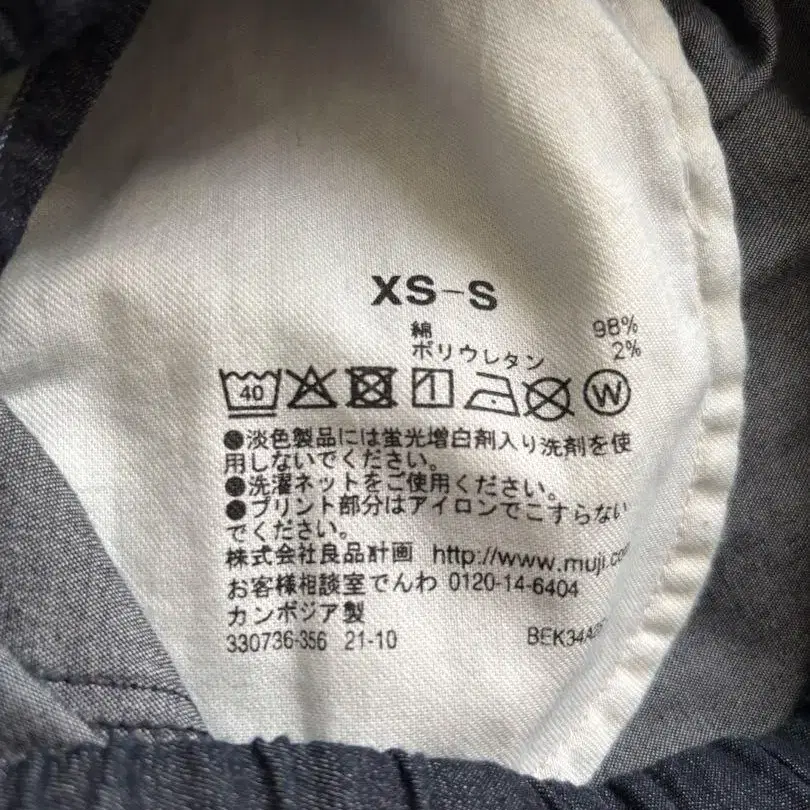 XS-S
綿 98%
ポリウレタン 2%
40 W
●淡色製品には蛍光増白剤入り洗剤を使
用しないでください。
●洗濯ネットをご使用ください。
●プリント部分はアイロンでこすらない
でください。
株式会社良品計画 http://www.muji.co
お客様相談室でんわ 0120-14-6404
カンボジア製
330736-356 21-10 BEK34A